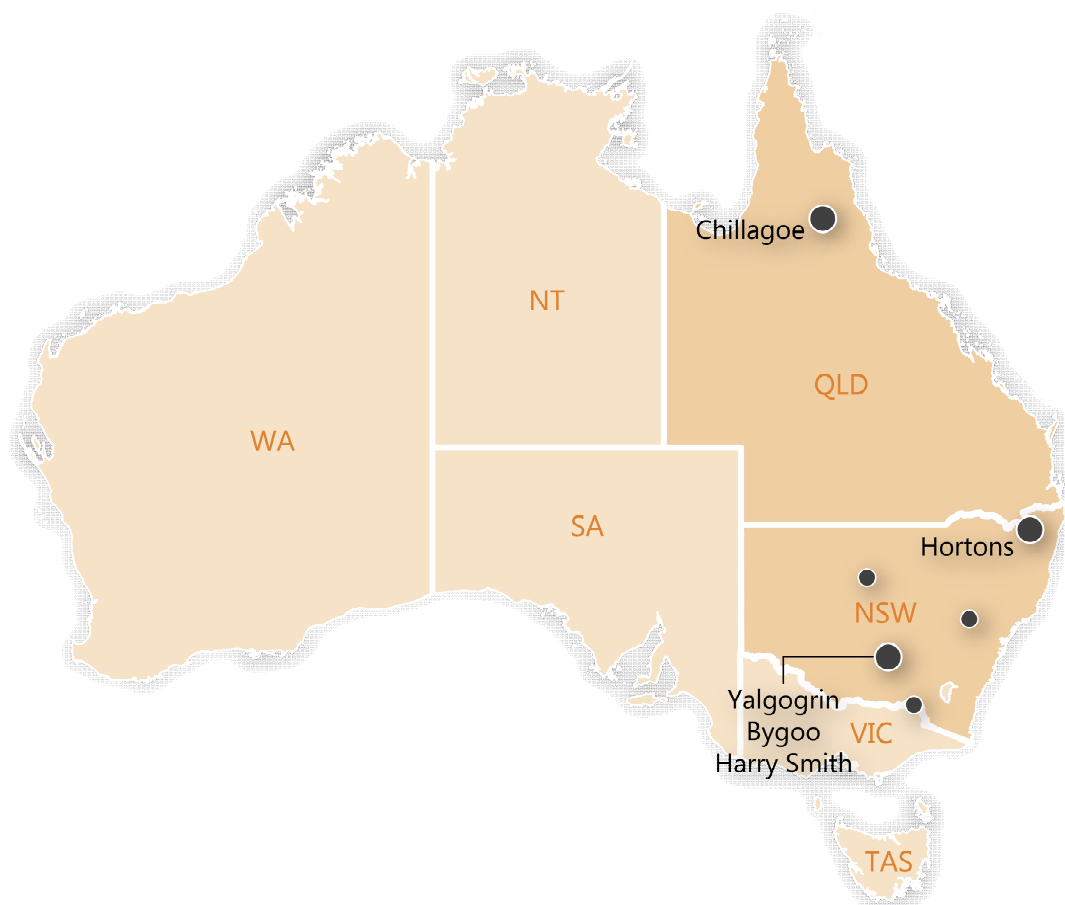 Chillagoe
NT
QLD
WA
SA
Hortons
NSW
Yalgogrin
Bygoo
Harry Smith
VIC
TAS